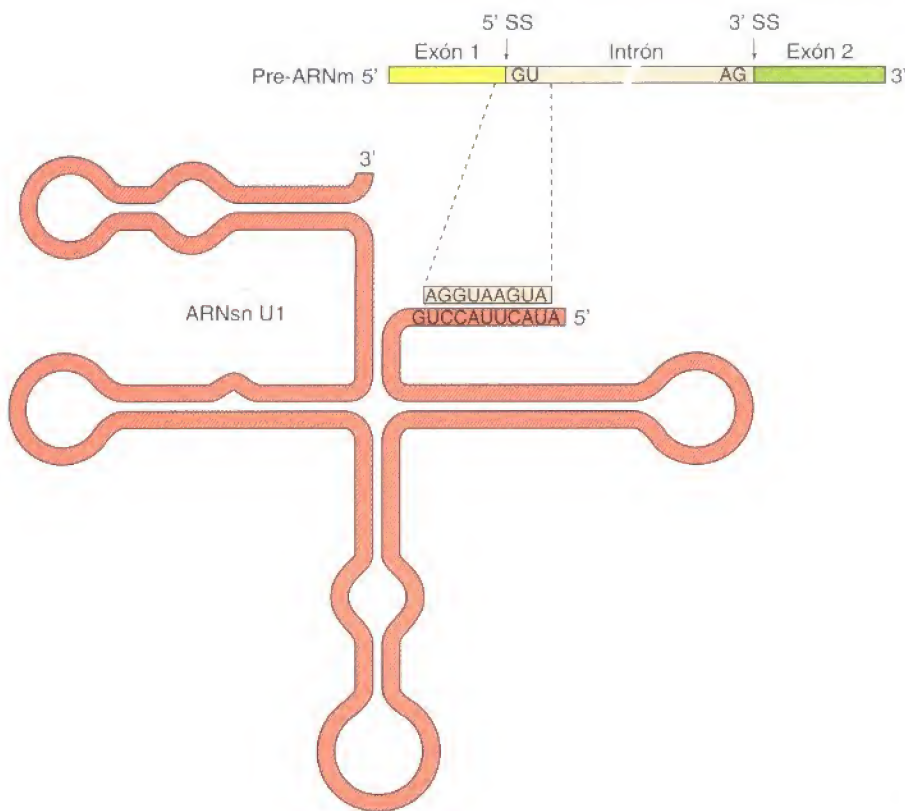 5' SS 3' SS
Exón 1 Intrón Exón 2
Pre-ARNm 5' GU AG 3'
3'
AGGUAAGUA
ARNsn U1
GUCCAUUCAUA 5'